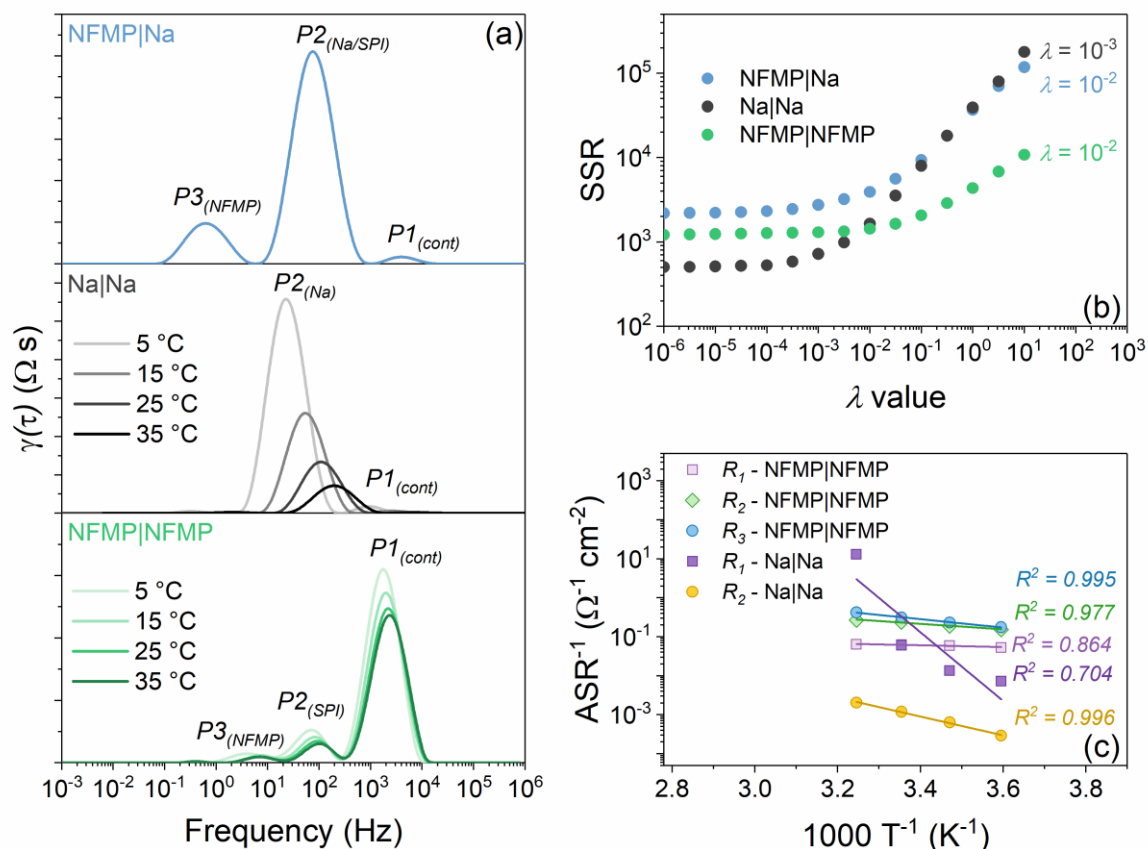 NFMP|Na
(a)
P2(Na/SPI)
P3(NFMP)
P1(cont)
Na|Na
P2(Na)
5 °C
15 °C
25 °C
35 °C
P1(cont)
NFMP|NFMP
P1(cont)
5 °C
15 °C
25 °C
35 °C
P2(SPI)
P3(NFMP)
γ(τ) (Ω s)
10-3 10-2 10-1 100 101 102 103 104 105 106
Frequency (Hz)
λ = 10-3
λ = 10-2
λ = 10-2
NFMP|Na
Na|Na
NFMP|NFMP
105
104
103
102
SSR
(b)
10-6 10-5 10-4 10-3 10-2 10-1 100 101 102 103
λ value
R1 - NFMP|NFMP
R2 - NFMP|NFMP
R3 - NFMP|NFMP
R1 - Na|Na
R2 - Na|Na
R2 = 0.995
R2 = 0.977
R2 = 0.864
R2 = 0.704
R2 = 0.996
103
101
10-1
10-3
ASR-1 (Ω-1 cm-2)
(c)
2.8 3.0 3.2 3.4 3.6 3.8
1000 T-1 (K-1)